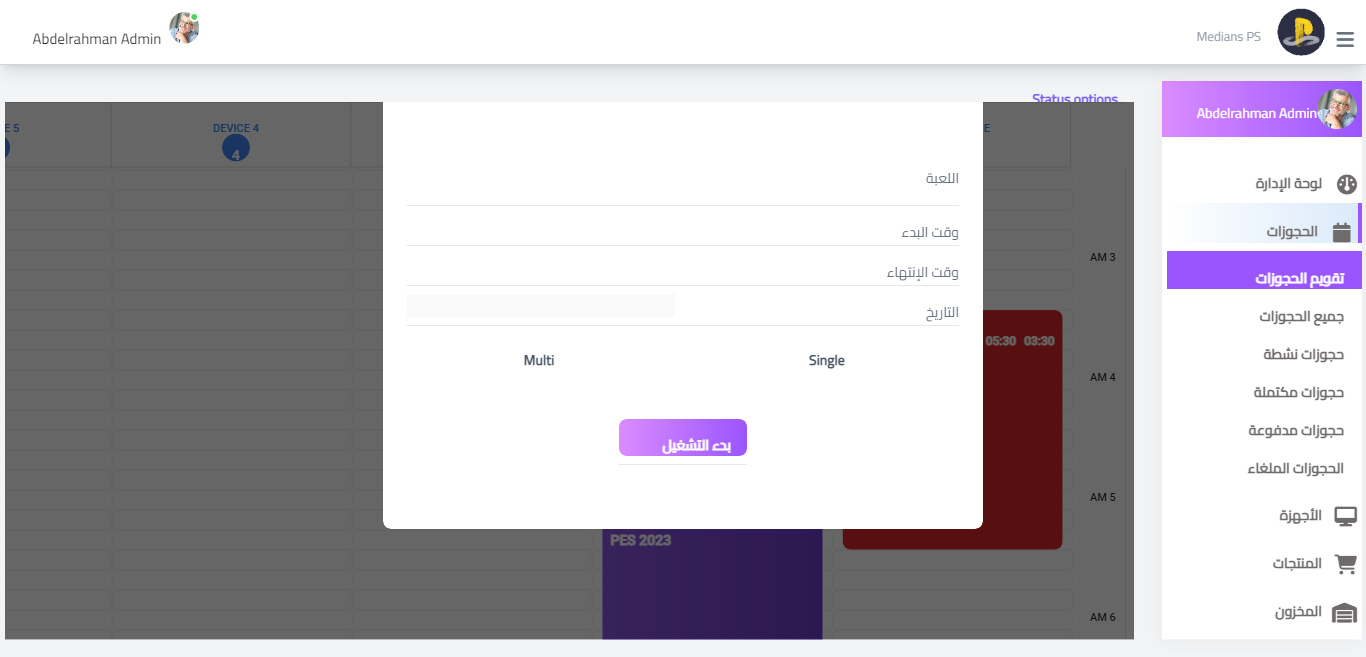 Medians PS
Abdelrahman Admin
Abdelrahman Admin
لوحة الإدارة
الحجوزات
تقويم الحجوزات
جميع الحجوزات
حجوزات نشطة
حجوزات مكتملة
حجوزات مدفوعة
الحجوزات الملغاء
الأجهزة
المنتجات
المخزون
Status options
E 5
DEVICE 4
4
E
AM 3
AM 4
AM 5
AM 6
05:30 03:30
PES 2023
اللعبة
وقت البدء
وقت الإنتهاء
التاريخ
Single
Multi
بدء التشغيل